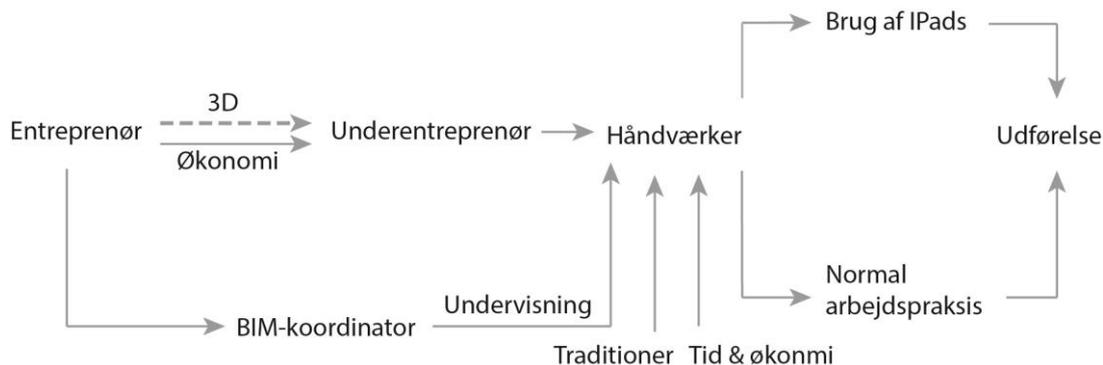 Brug af IPads
3D
Entreprenør
Underentreprenør
Håndværker
Udførelse
Økonomi
Normal
arbejdspraksis
Undervisning
BIM-koordinator
Traditioner
Tid & økonmi